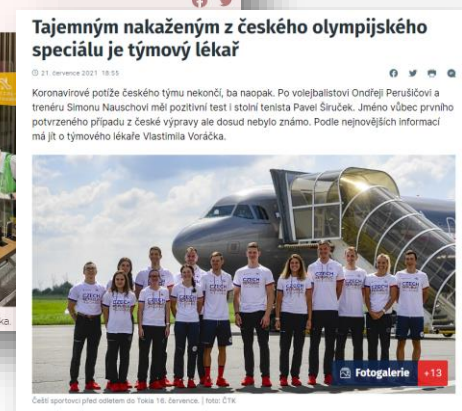 Tajemným nakaženým z českého olympijského
speciálu je týmový lékař
21. července 2021 18:55
Koronavirové potíže českého týmu nekončí, ba naopak. Po volejbalistovi Ondřeji Perušičovi a
trenéru Simonu Nauschovi měl pozitivní test i stolní tenista Pavel Širuček. Jméno vůbec prvního
potvrzeného případu z české výpravy ale dosud nebylo známo. Podle nejnovějších informací
má jít o týmového lékaře Vlastimila Voráčka.
CZECH
Fotogalerie +13
ka.
Čeští sportovci před odletem do Tokia 16. července. | foto: ČTK